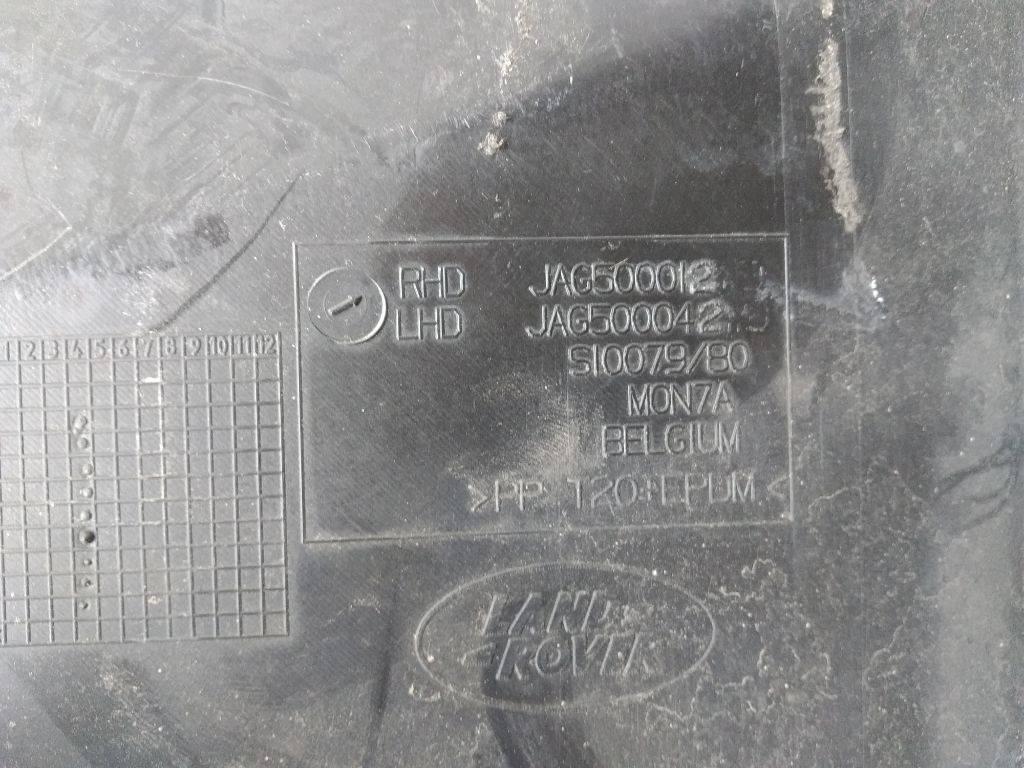 RHD JAG500012
LHD JAG500042
S10079/80
MON7A
BELGIUM
>PP T20+EPDM<
1 2 3 4 5 6 7 8 9 10 11 12
LAND
ROVER